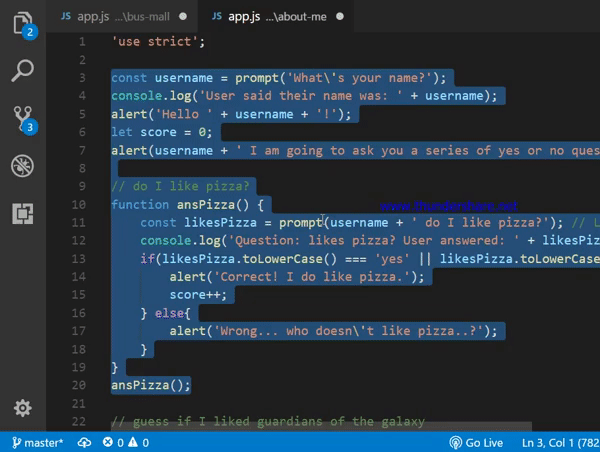 app.js ...\bus-mall
app.js ...\about-me
1 'use strict';
2
3 const username = prompt('What\'s your name?');
4 console.log('User said their name was: ' + username);
5 alert('Hello ' + username + '!');
6 let score = 0;
7 alert(username + ' I am going to ask you a series of yes or no ques
8
9 // do I like pizza?
10 function ansPizza() {
www.thundershare.net
11 const likesPizza = prompt(username + ' do I like pizza?'); // L
12 console.log('Question: likes pizza? User answered: ' + likesPiz
13 if(likesPizza.toLowerCase() === 'yes' || likesPizza.toLowerCase
14 alert('Correct! I do like pizza.');
15 score++;
16 } else{
17 alert('Wrong... who doesn\'t like pizza..?');
18 }
19 }
20 ansPizza();
21
22 // guess if I liked guardians of the galaxy
2
3
master* 0 0 Go Live Ln 3, Col 1 (782